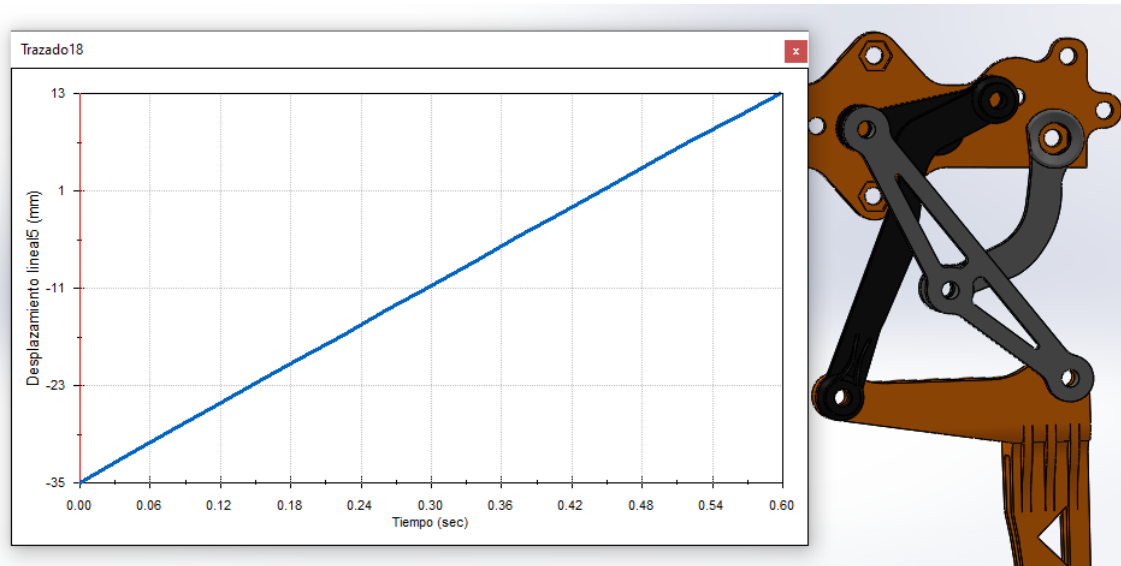 Trazado18
x
Desplazamiento lineal5 (mm)
13
1
-11
-23
-35
0.00 0.06 0.12 0.18 0.24 0.30 0.36 0.42 0.48 0.54 0.60
Tiempo (sec)